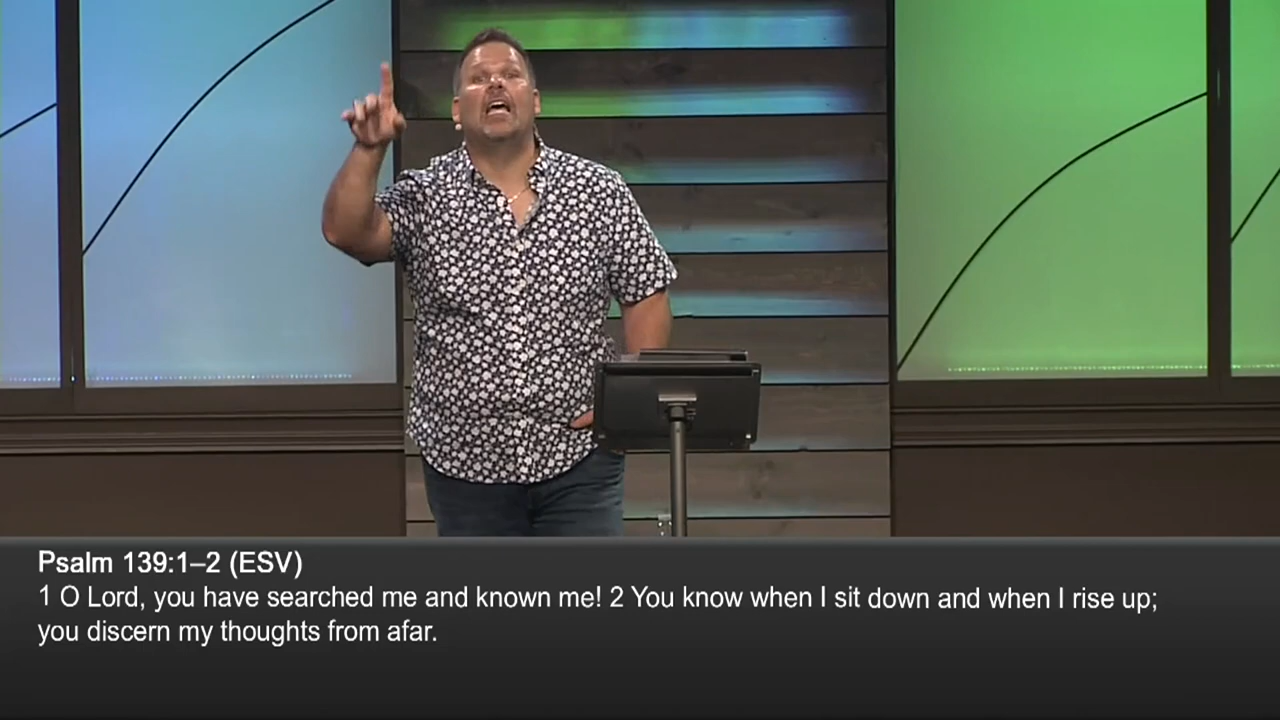 Psalm 139:1–2 (ESV)
1 O Lord, you have searched me and known me! 2 You know when I sit down and when I rise up;
you discern my thoughts from afar.